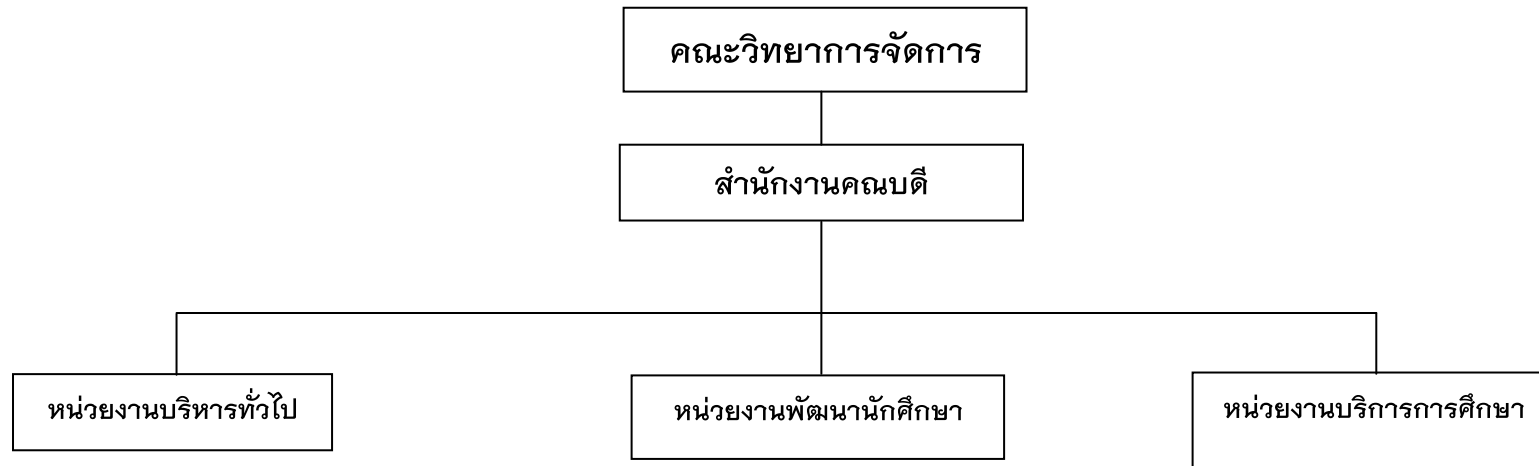 คณะวิทยาการจัดการ
สำนักงานคณบดี
หน่วยงานบริหารทั่วไป
หน่วยงานพัฒนานักศึกษา
หน่วยงานบริการการศึกษา